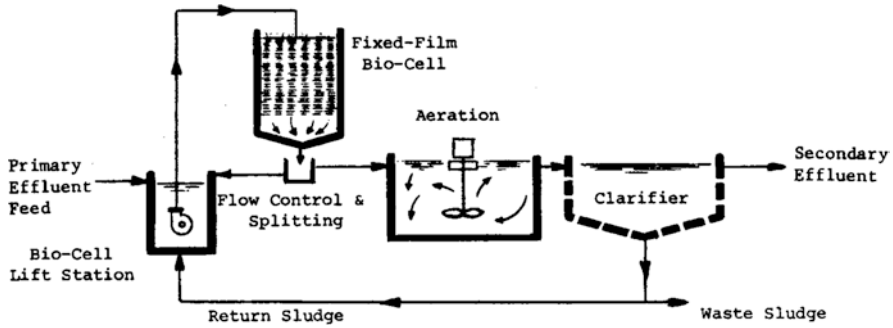 Fixed-Film
Bio-Cell
Aeration
Primary
Effluent
Feed
Flow Control &
Splitting
Clarifier
Secondary
Effluent
Bio-Cell
Lift Station
Return Sludge
Waste Sludge